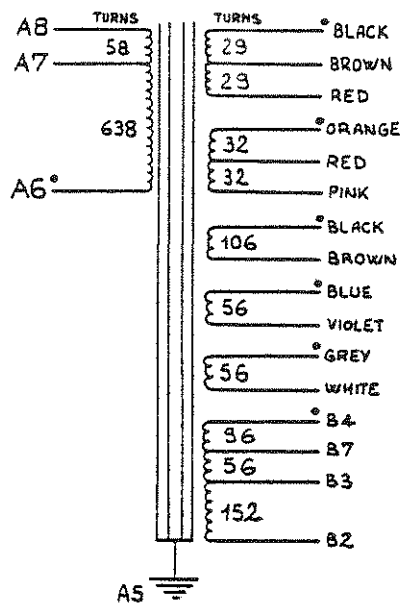 TURNS
A8
58
A7
638
A6
TURNS
BLACK
29
BROWN
29
RED
ORANGE
32
RED
32
PINK
BLACK
106
BROWN
BLUE
56
VIOLET
GREY
56
WHITE
B4
96
B7
56
B3
152
B2
A5